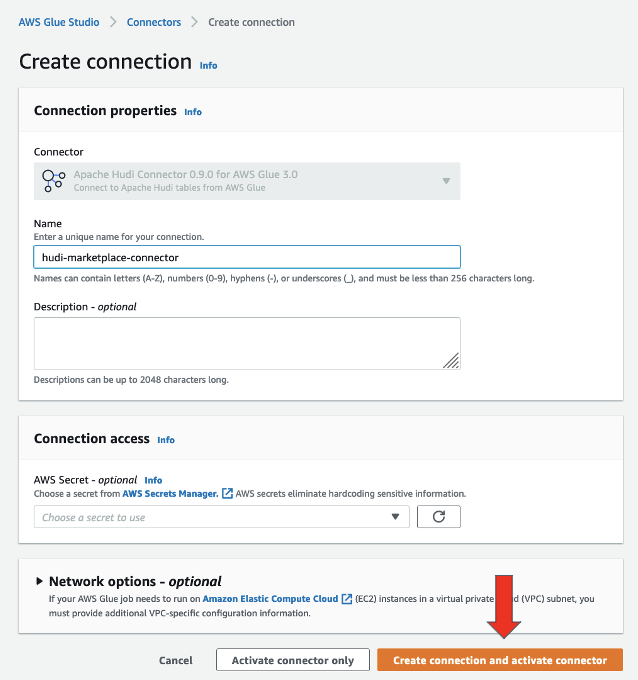 AWS Glue Studio > Connectors > Create connection
Create connection Info
Connection properties Info
Connector
Apache Hudi Connector 0.9.0 for AWS Glue 3.0
Connect to Apache Hudi tables from AWS Glue
Name
Enter a unique name for your connection.
hudi-marketplace-connector
Names can contain letters (A-Z), numbers (0-9), hyphens (-), or underscores (_), and must be less than 256 characters long.
Description - optional
Descriptions can be up to 2048 characters long.
Connection access Info
AWS Secret - optional Info
Choose a secret from AWS Secrets Manager. AWS secrets eliminate hardcoding sensitive information.
Choose a secret to use
Network options - optional
If your AWS Glue job needs to run on Amazon Elastic Compute Cloud (EC2) instances in a virtual private (VPC) subnet, you
must provide additional VPC-specific configuration information.
Cancel Activate connector only Create connection and activate connector